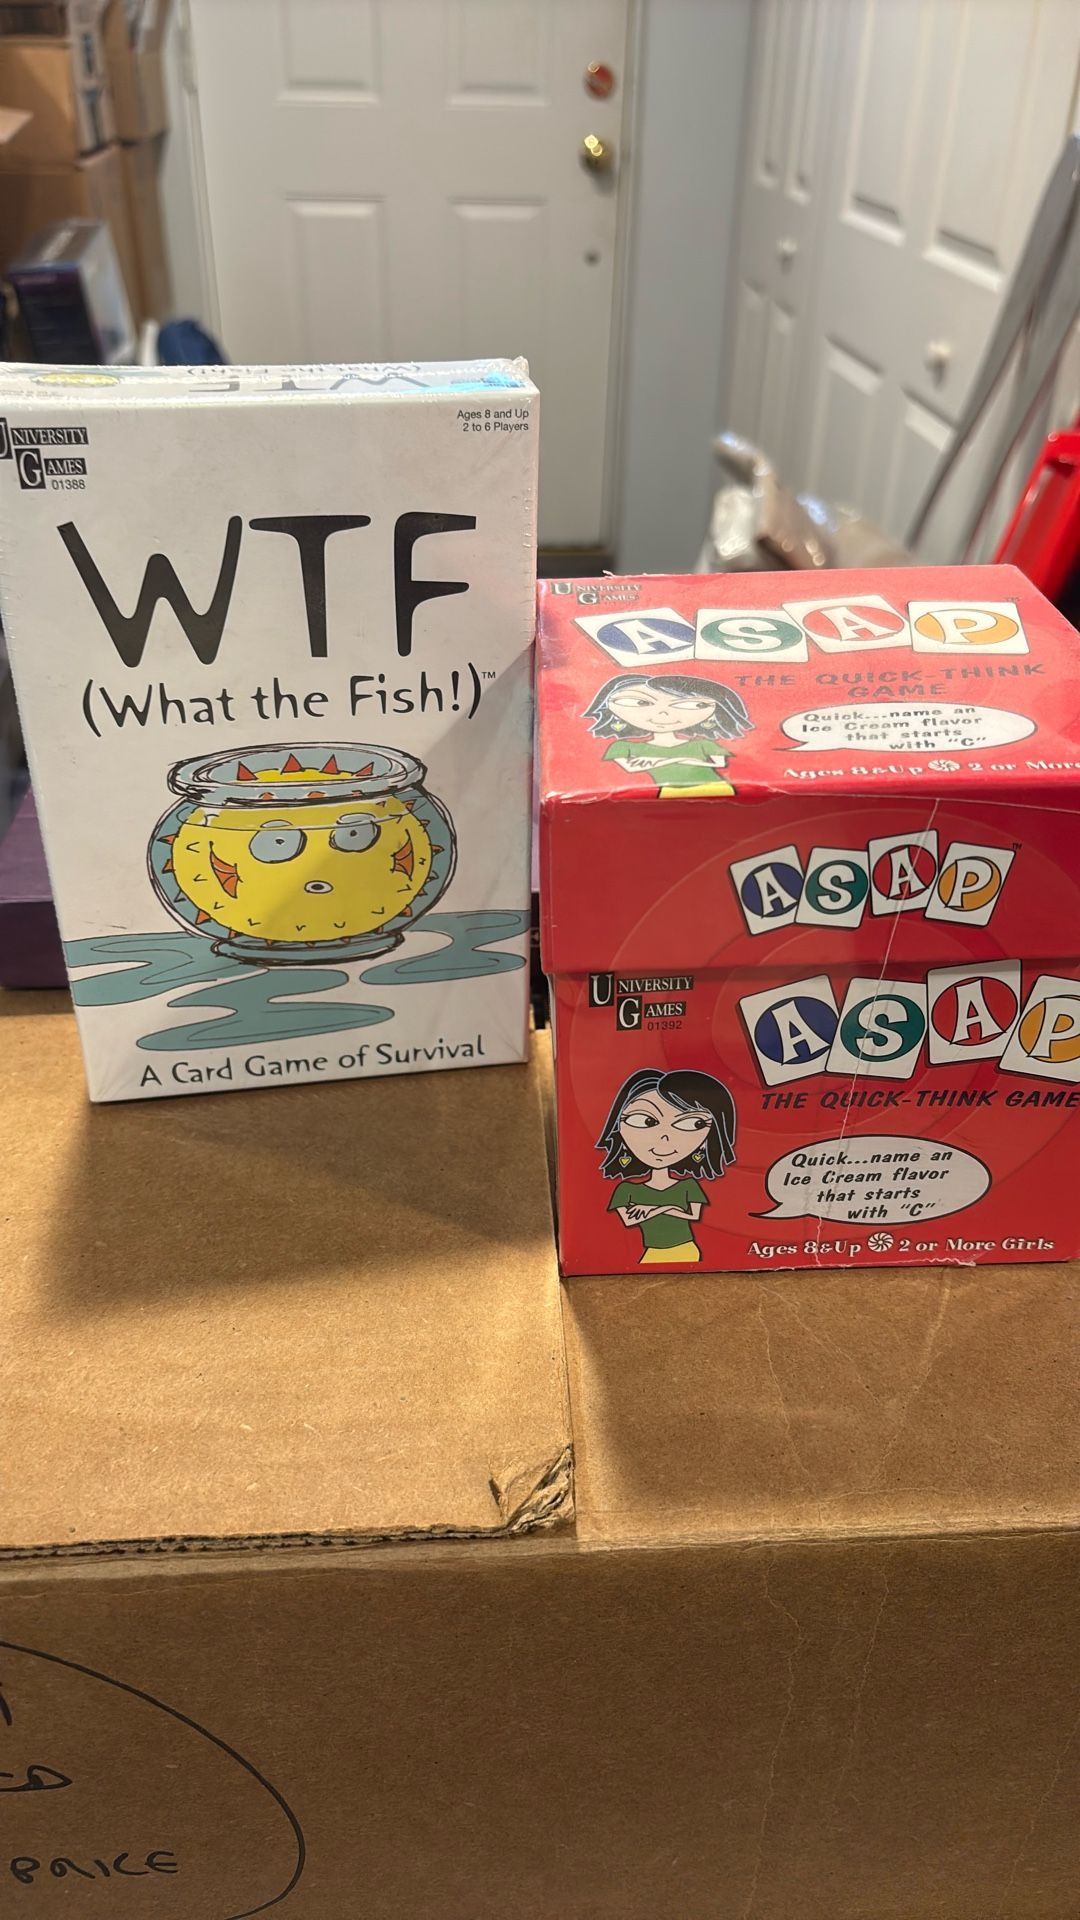 Ages 8 and Up
2 to 6 Players
UNIVERSITY
GAMES
01388
WTF
(What the Fish!)™
A Card Game of Survival
UNIVERSITY
GAMES
ASAP
THE QUICK-THINK
GAME
Quick...name an
Ice Cream flavor
that starts
with "C"
Ages 8&Up 2 or More
ASAP™
UNIVERSITY
GAMES
01392
ASAP
THE QUICK-THINK GAME
Quick...name an
Ice Cream flavor
that starts
with "C"
Ages 8&Up 2 or More Girls